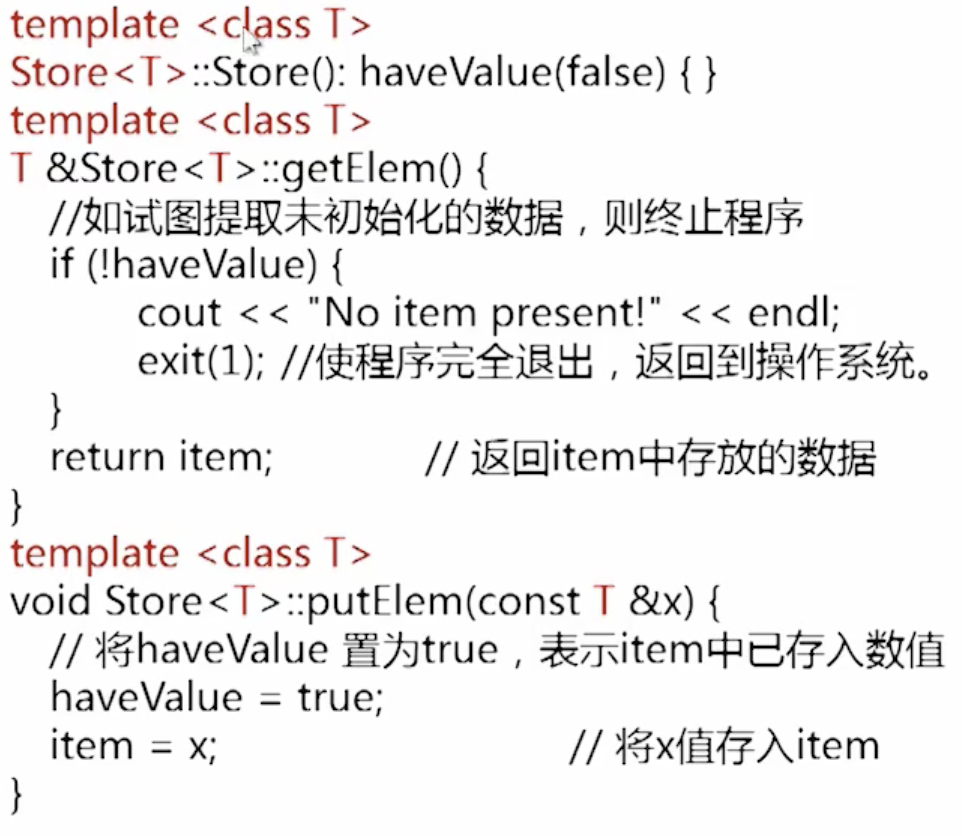 template <class T>
Store<T>::Store(): haveValue(false) { }
template <class T>
T &Store<T>::getElem() {
//如试图提取未初始化的数据，则终止程序
if (!haveValue) {
cout << "No item present!" << endl;
exit(1); //使程序完全退出，返回到操作系统。
}
return item; // 返回item中存放的数据
}
template <class T>
void Store<T>::putElem(const T &x) {
// 将haveValue 置为true，表示item中已存入数值
haveValue = true;
item = x; // 将x值存入item
}